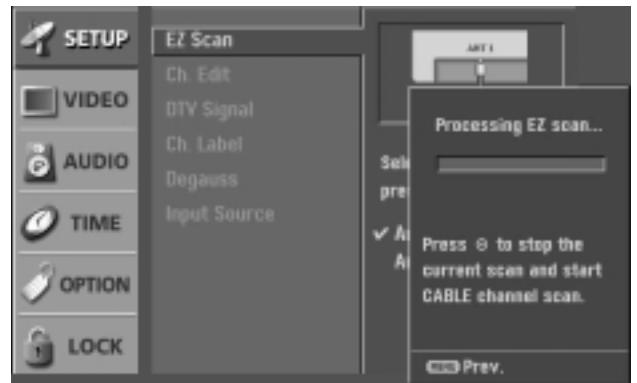 SETUP
VIDEO
AUDIO
TIME
OPTION
LOCK
EZ Scan
Ch. Edit
DTV Signal
Ch. Label
Degauss
Input Source
ANT 1
Processing EZ scan...
Press ⊙ to stop the
current scan and start
CABLE channel scan.
MENU Prev.